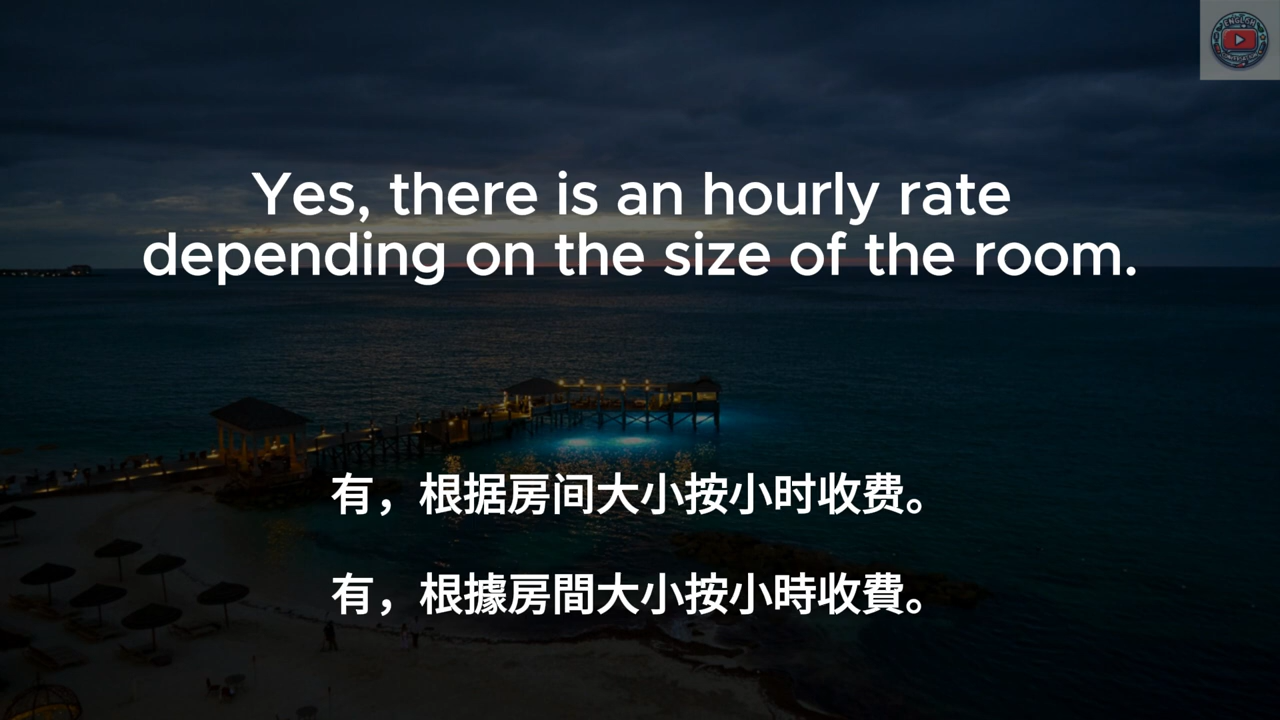 Yes, there is an hourly rate
depending on the size of the room.
有，根据房间大小按小时收费。
有，根據房間大小按小時收費。
ENGLISH